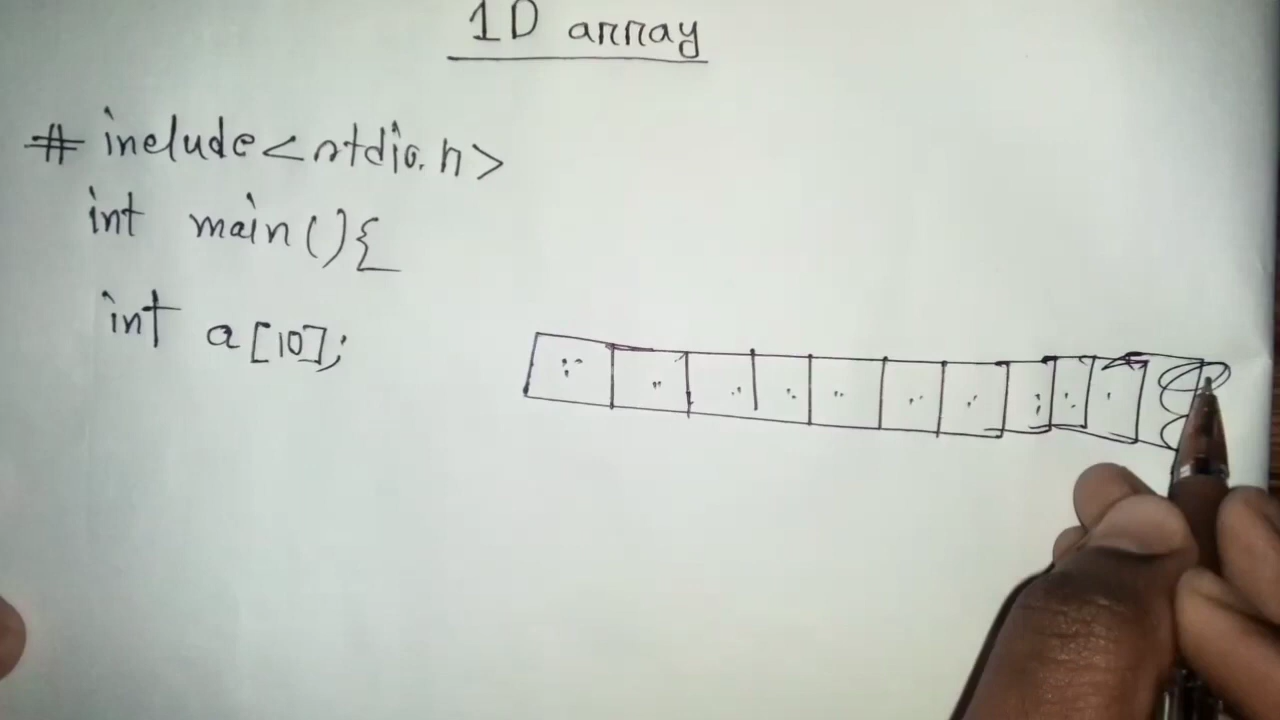 1D array
# include<stdio.h>
int main(){
int a[10];